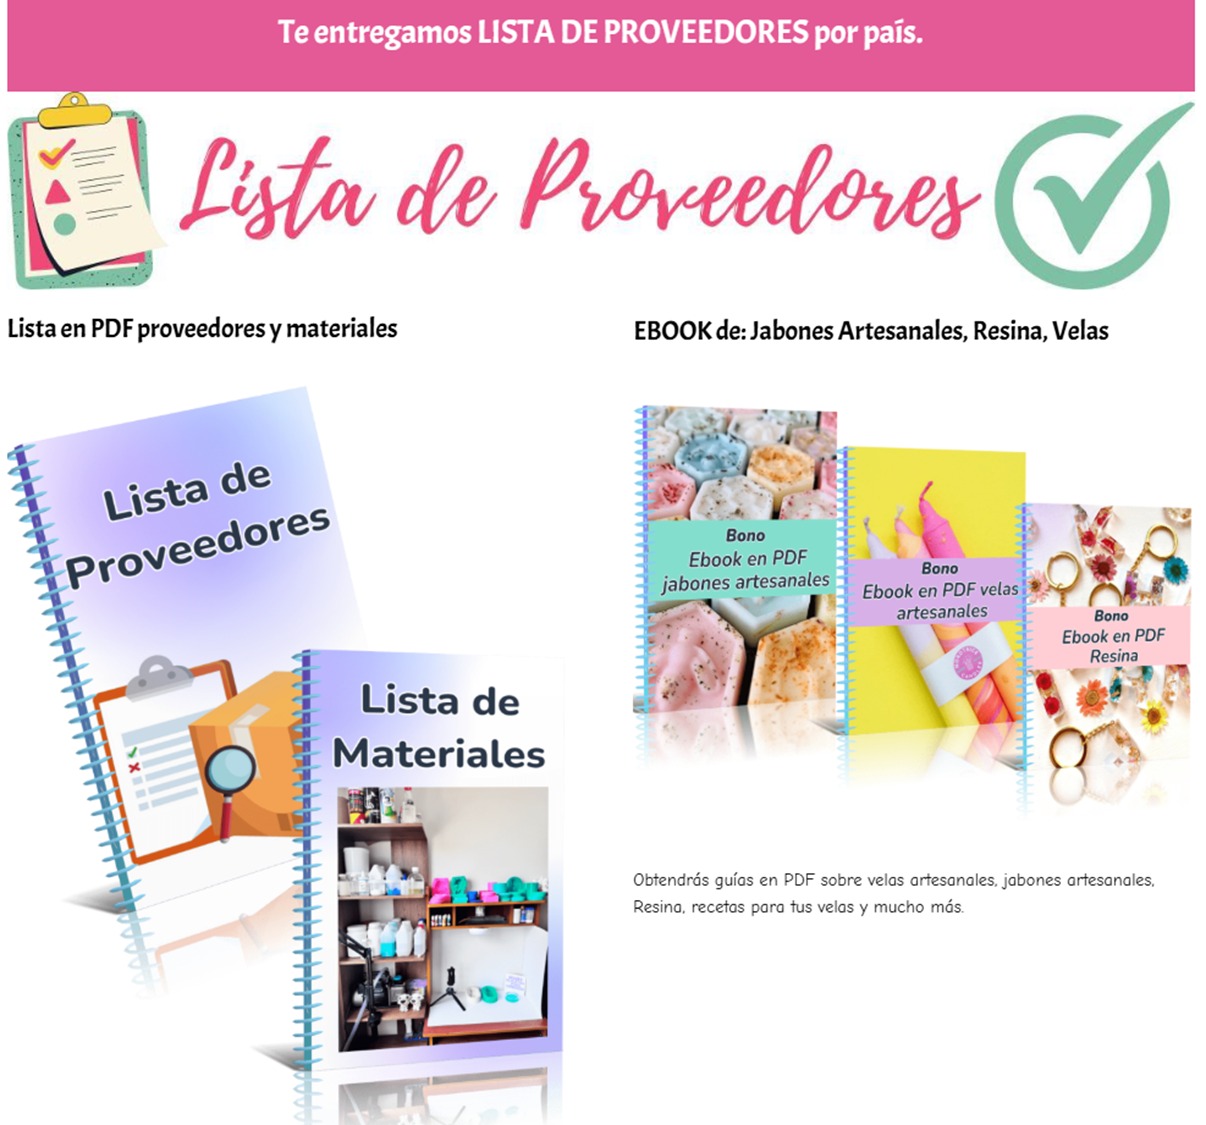 Te entregamos LISTA DE PROVEEDORES por país.
Lista de Proveedores
Lista en PDF proveedores y materiales
Lista de
Proveedores
Lista de
Materiales
EBOOK de: Jabones Artesanales, Resina, Velas
Bono
Ebook en PDF
jabones artesanales
Bono
Ebook en PDF velas
artesanales
Bono
Ebook en PDF
Resina
Obtendrás guías en PDF sobre velas artesanales, jabones artesanales,
Resina, recetas para tus velas y mucho más.